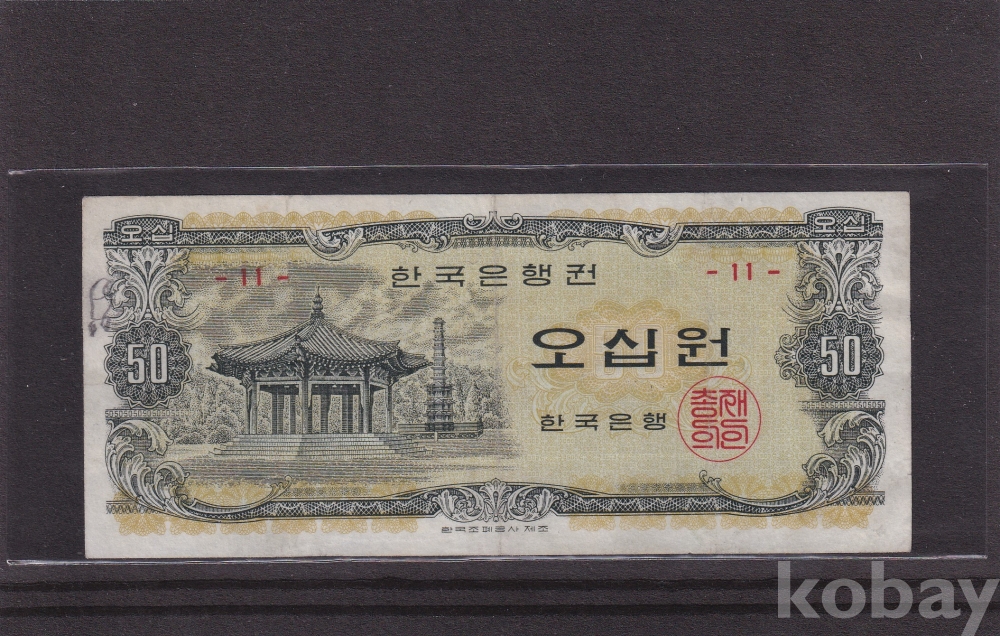 오십 오십
- 11 - 한국은행권 - 11 -
오십원
50 50
한국은행
총재의인
한국조폐공사 제조
kobay